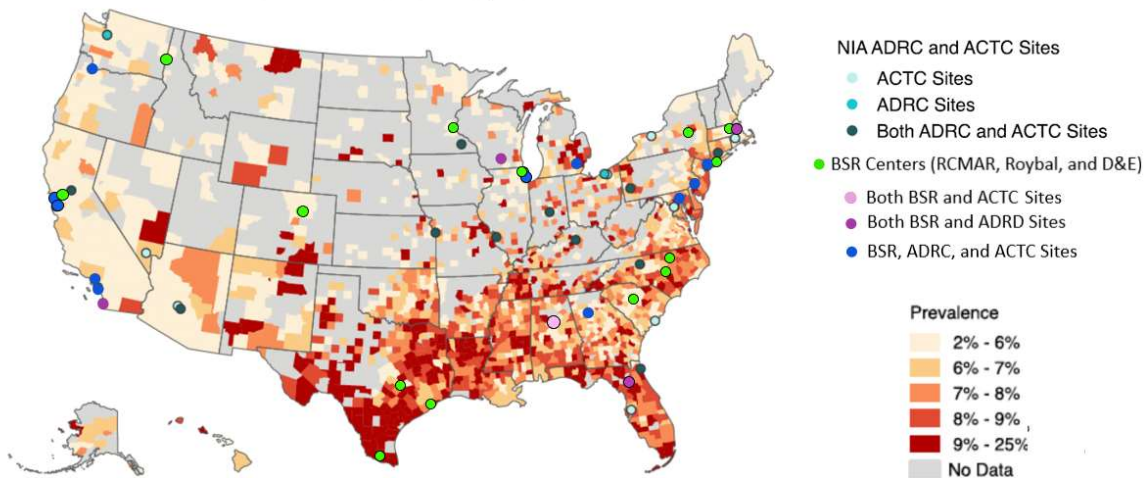 NIA ADRC and ACTC Sites
ACTC Sites
ADRC Sites
Both ADRC and ACTC Sites
BSR Centers (RCMAR, Roybal, and D&E)
Both BSR and ACTC Sites
Both BSR and ADRD Sites
BSR, ADRC, and ACTC Sites
Prevalence
2% - 6%
6% - 7%
7% - 8%
8% - 9%
9% - 25%
No Data